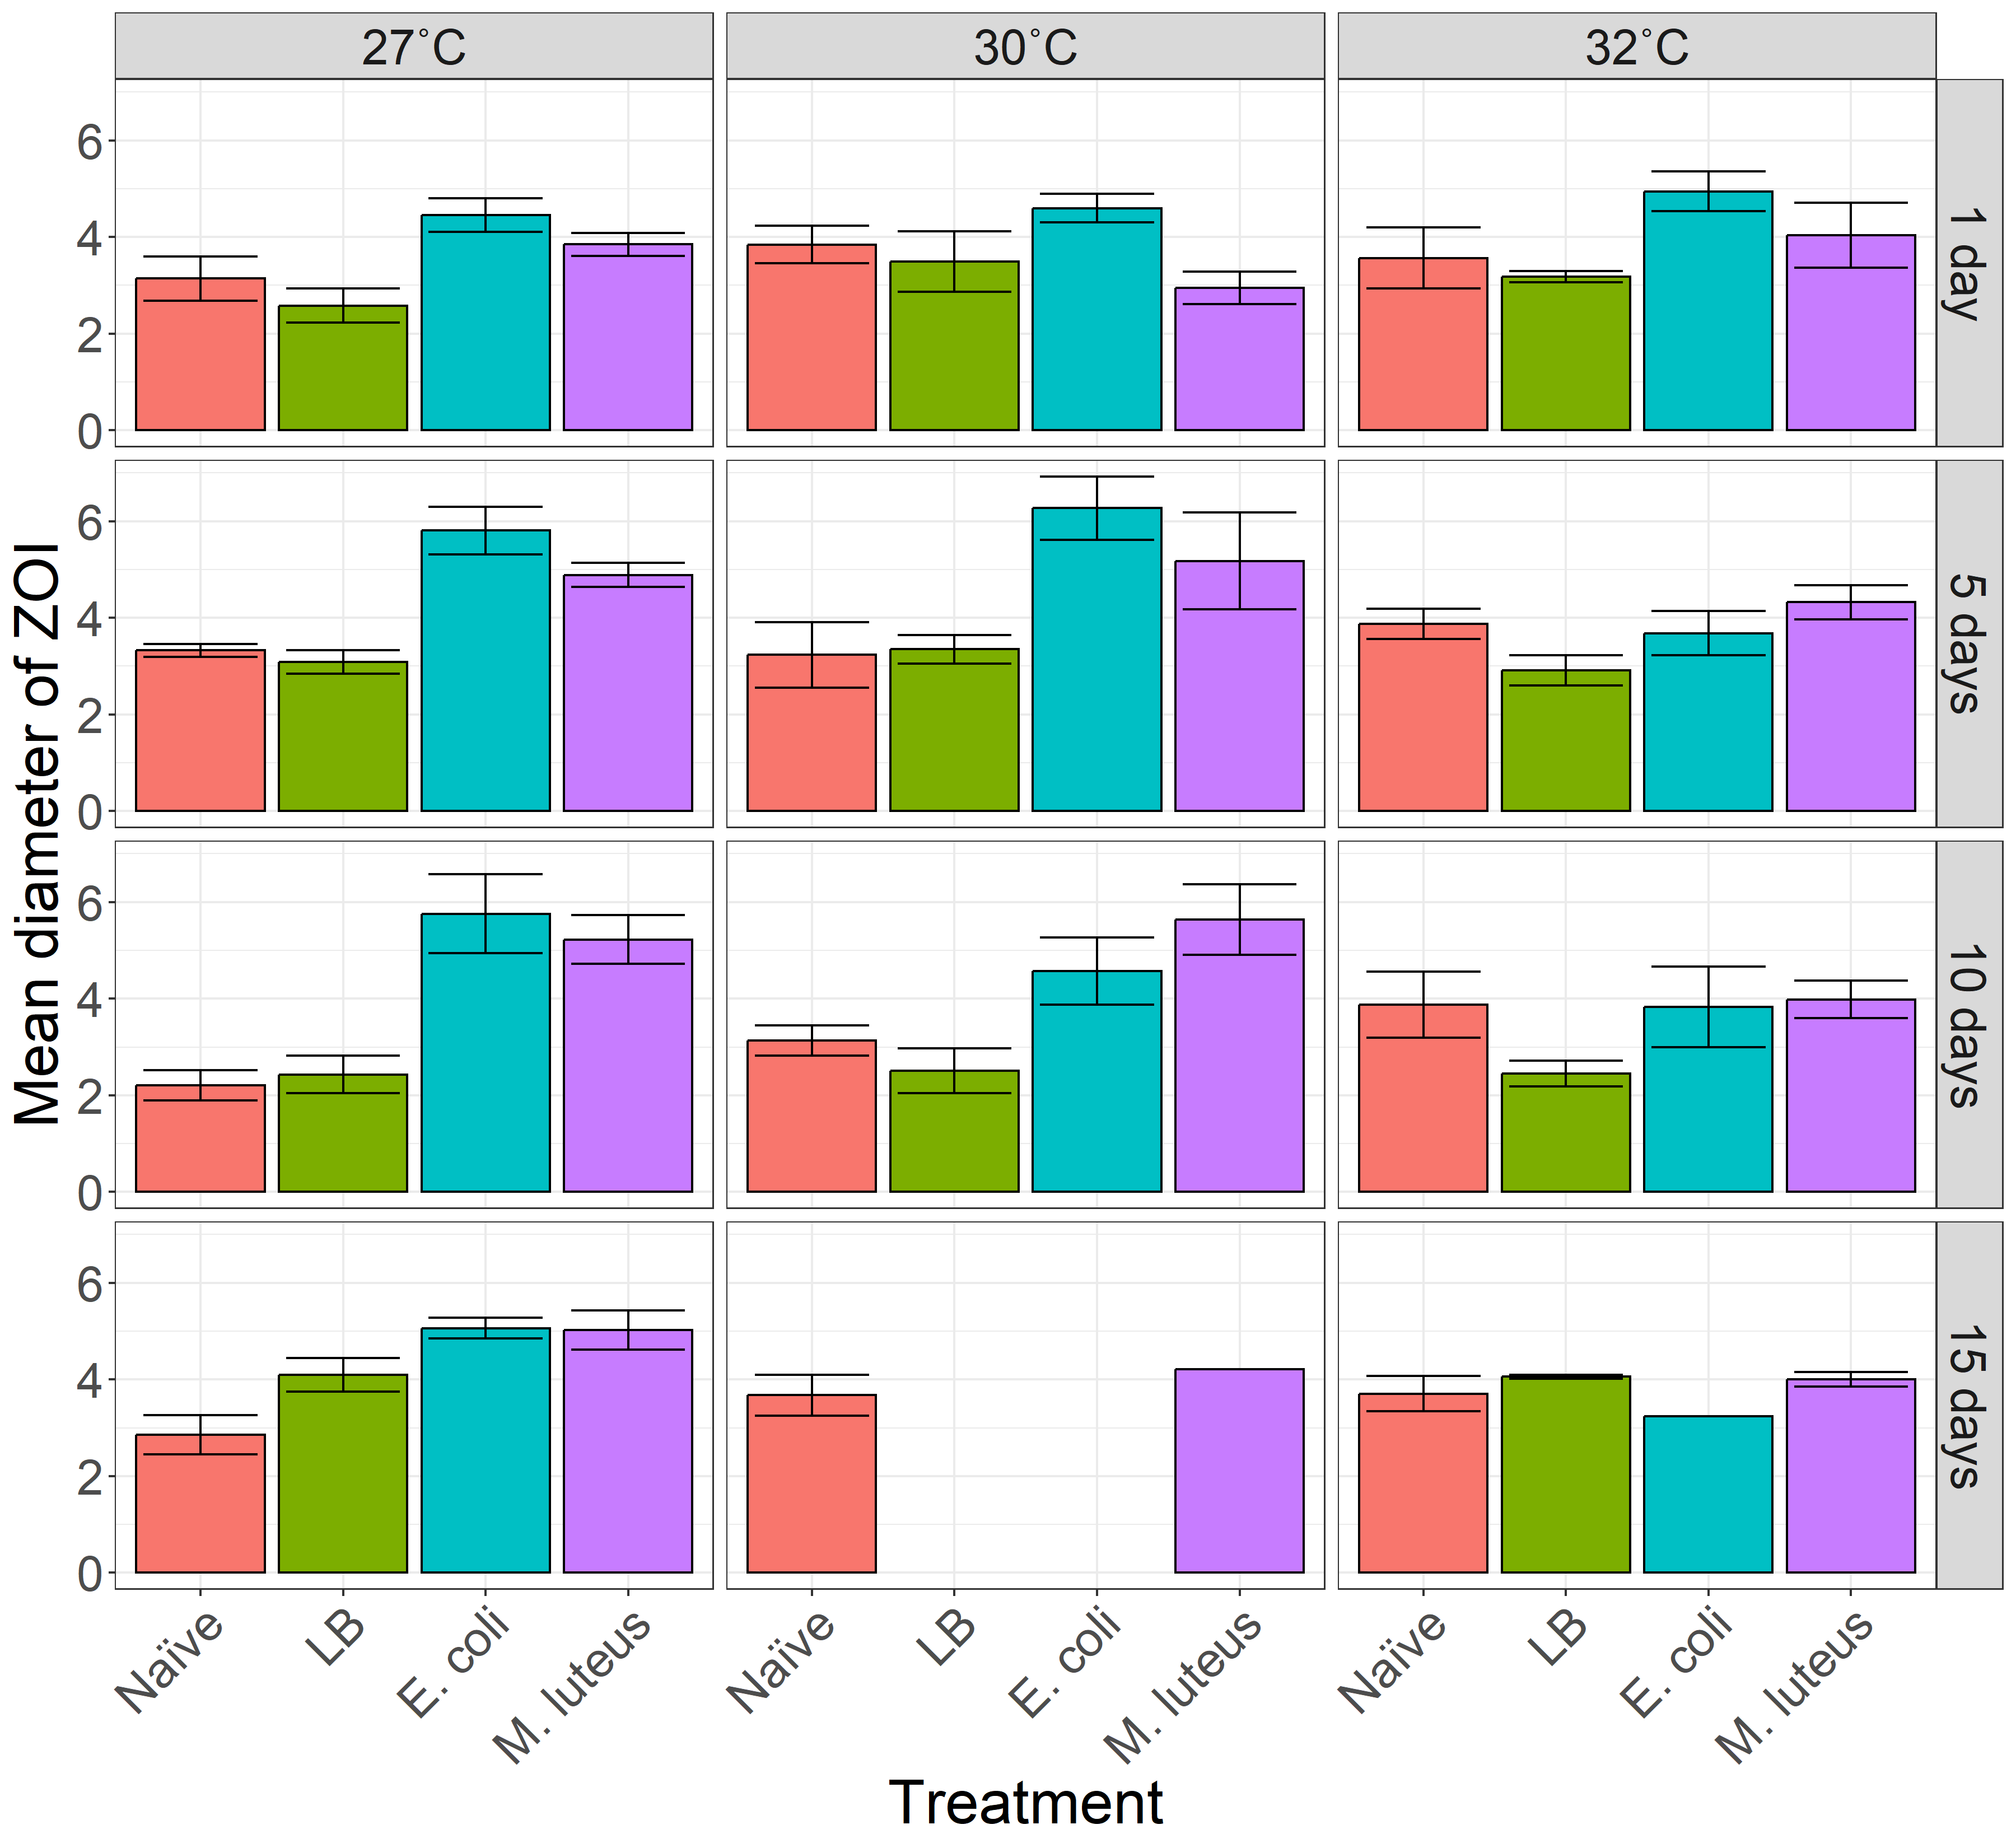 27°C 30°C 32°C
6
4
2
0
1 day
6
4
2
0
5 days
6
4
2
0
10 days
6
4
2
0
15 days
Mean diameter of ZOI
Naïve LB E. coli M. luteus Naïve LB E. coli M. luteus Naïve LB E. coli M. luteus
Treatment